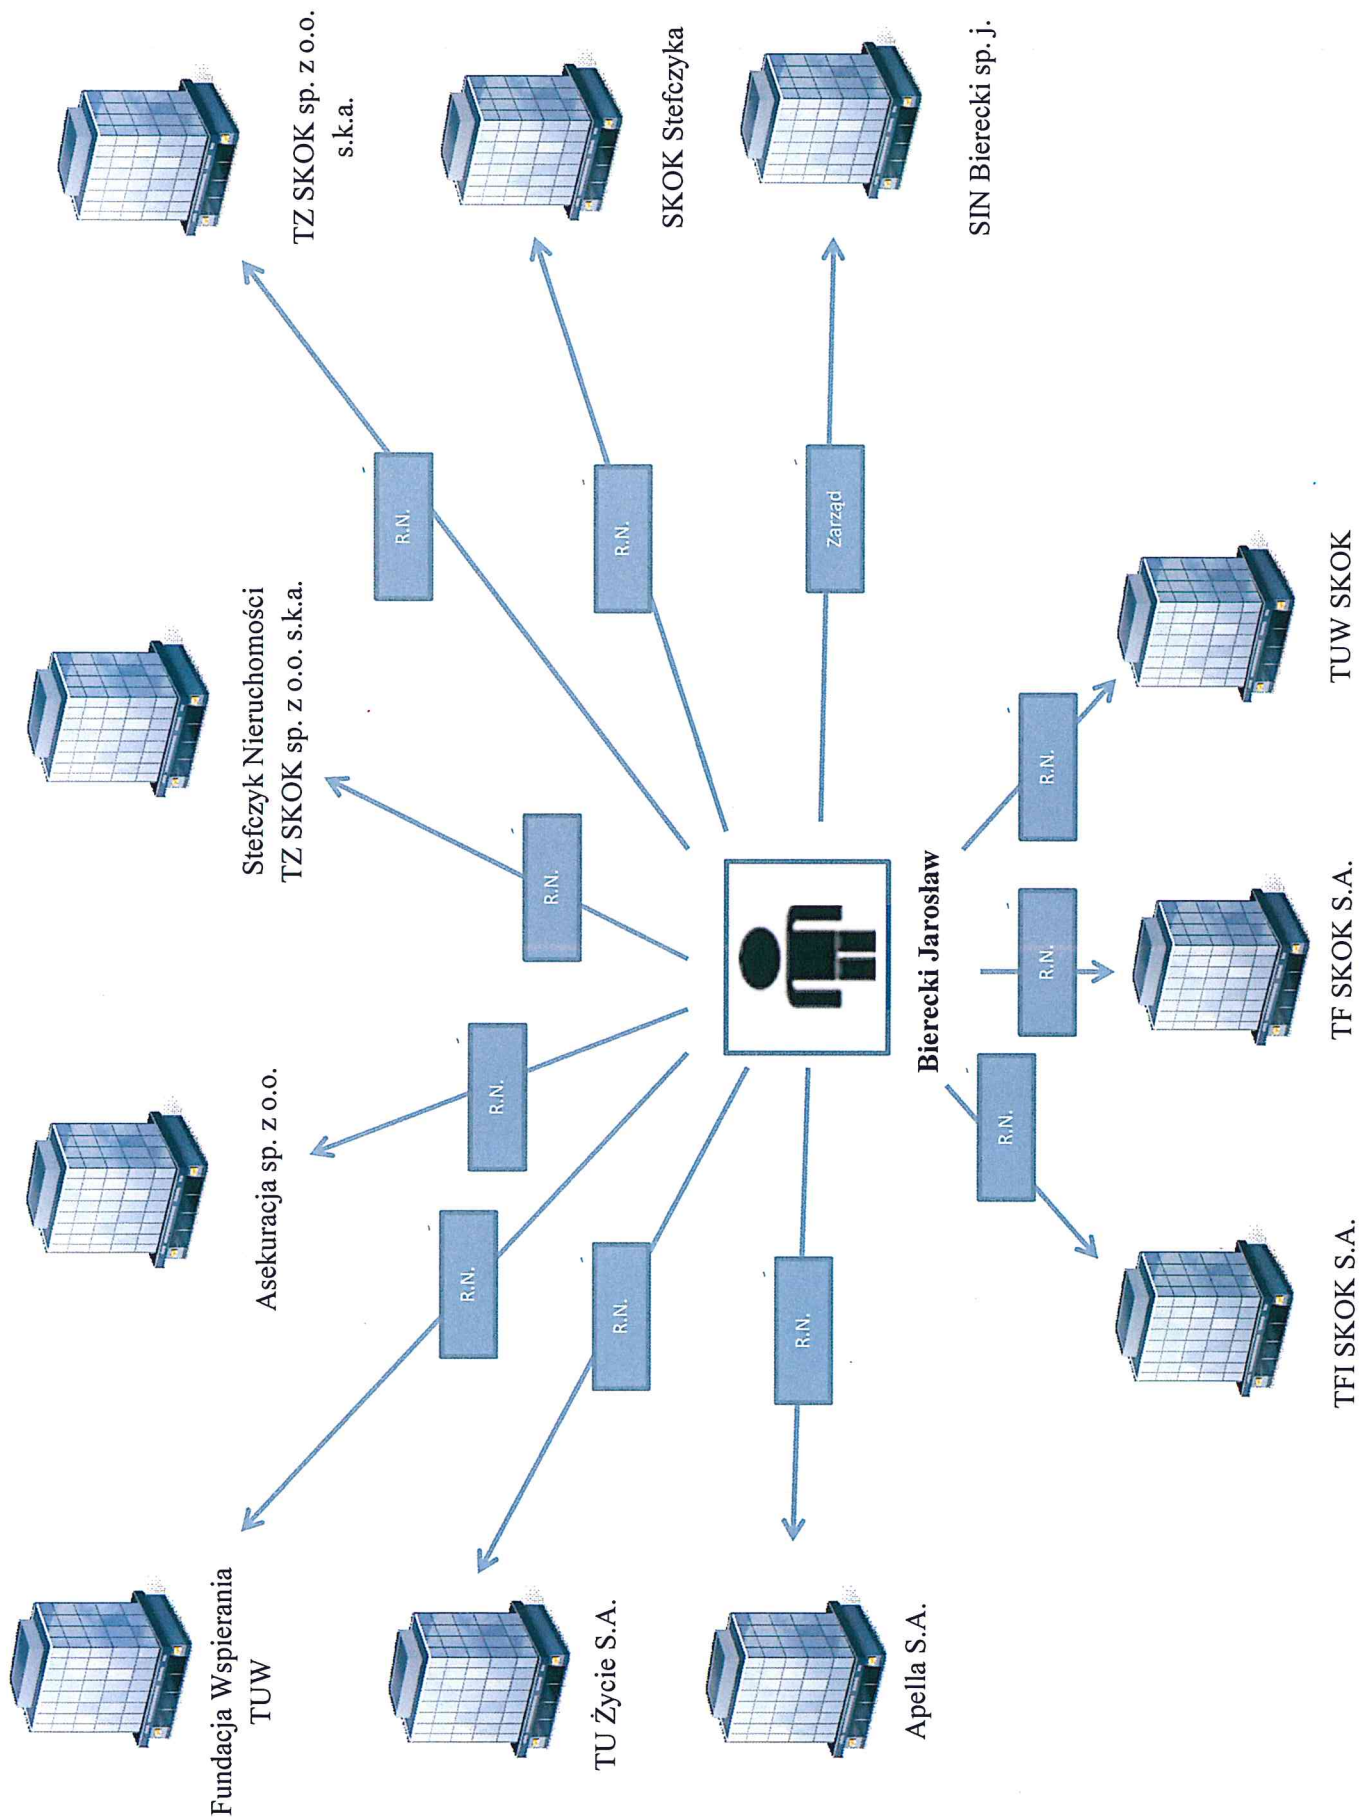 Fundacja Wspierania
TUW
Asekuracja sp. z o.o.
Stefczyk Nieruchomości
TZ SKOK sp. z o.o. s.k.a.
TZ SKOK sp. z o.o.
s.k.a.
R.N.
R.N.
R.N.
R.N.
TU Życie S.A.
R.N.
R.N.
SKOK Stefczyka
Apella S.A.
R.N.
Zarząd
SIN Bierecki sp. j.
Bierecki Jarosław
R.N.
R.N.
R.N.
TFI SKOK S.A.
TF SKOK S.A.
TUW SKOK